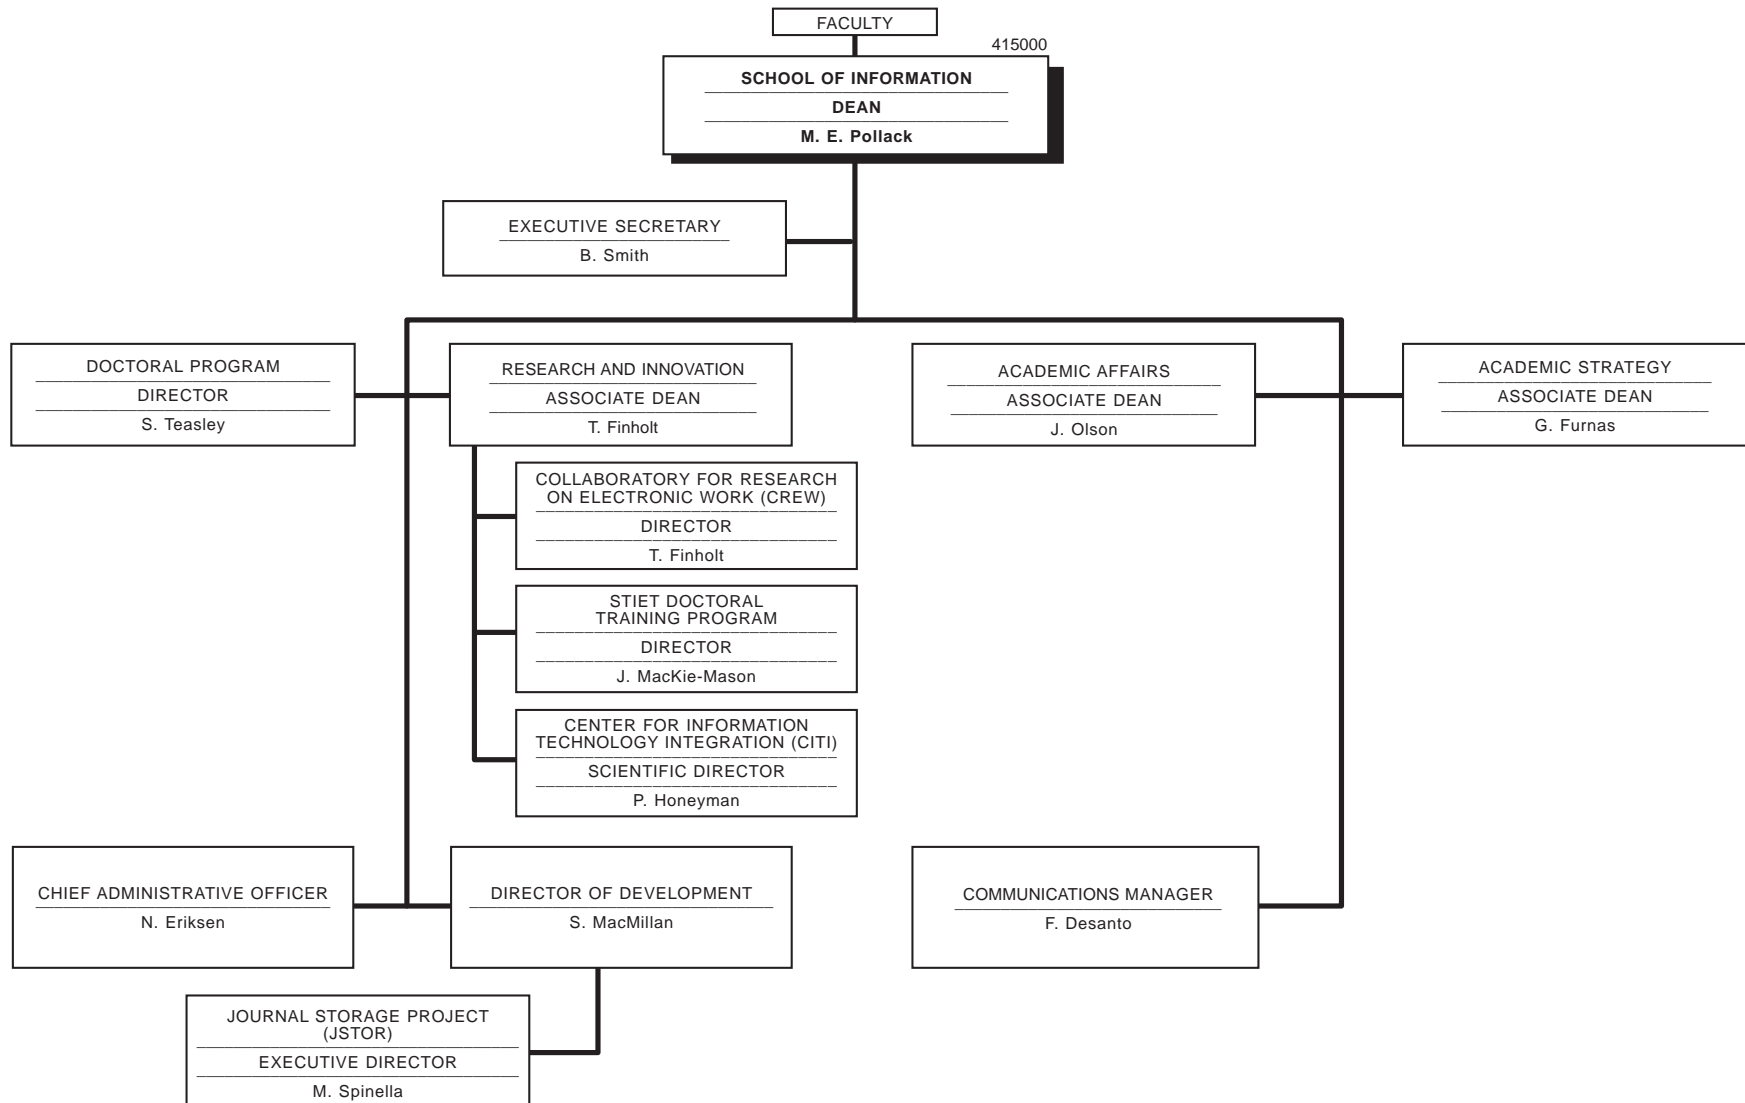 FACULTY
415000
SCHOOL OF INFORMATION
DEAN
M. E. Pollack
EXECUTIVE SECRETARY
B. Smith
DOCTORAL PROGRAM
DIRECTOR
S. Teasley
RESEARCH AND INNOVATION
ASSOCIATE DEAN
T. Finholt
ACADEMIC AFFAIRS
ASSOCIATE DEAN
J. Olson
ACADEMIC STRATEGY
ASSOCIATE DEAN
G. Furnas
COLLABORATORY FOR RESEARCH
ON ELECTRONIC WORK (CREW)
DIRECTOR
T. Finholt
STIET DOCTORAL
TRAINING PROGRAM
DIRECTOR
J. MacKie-Mason
CENTER FOR INFORMATION
TECHNOLOGY INTEGRATION (CITI)
SCIENTIFIC DIRECTOR
P. Honeyman
CHIEF ADMINISTRATIVE OFFICER
N. Eriksen
DIRECTOR OF DEVELOPMENT
S. MacMillan
COMMUNICATIONS MANAGER
F. Desanto
JOURNAL STORAGE PROJECT
(JSTOR)
EXECUTIVE DIRECTOR
M. Spinella